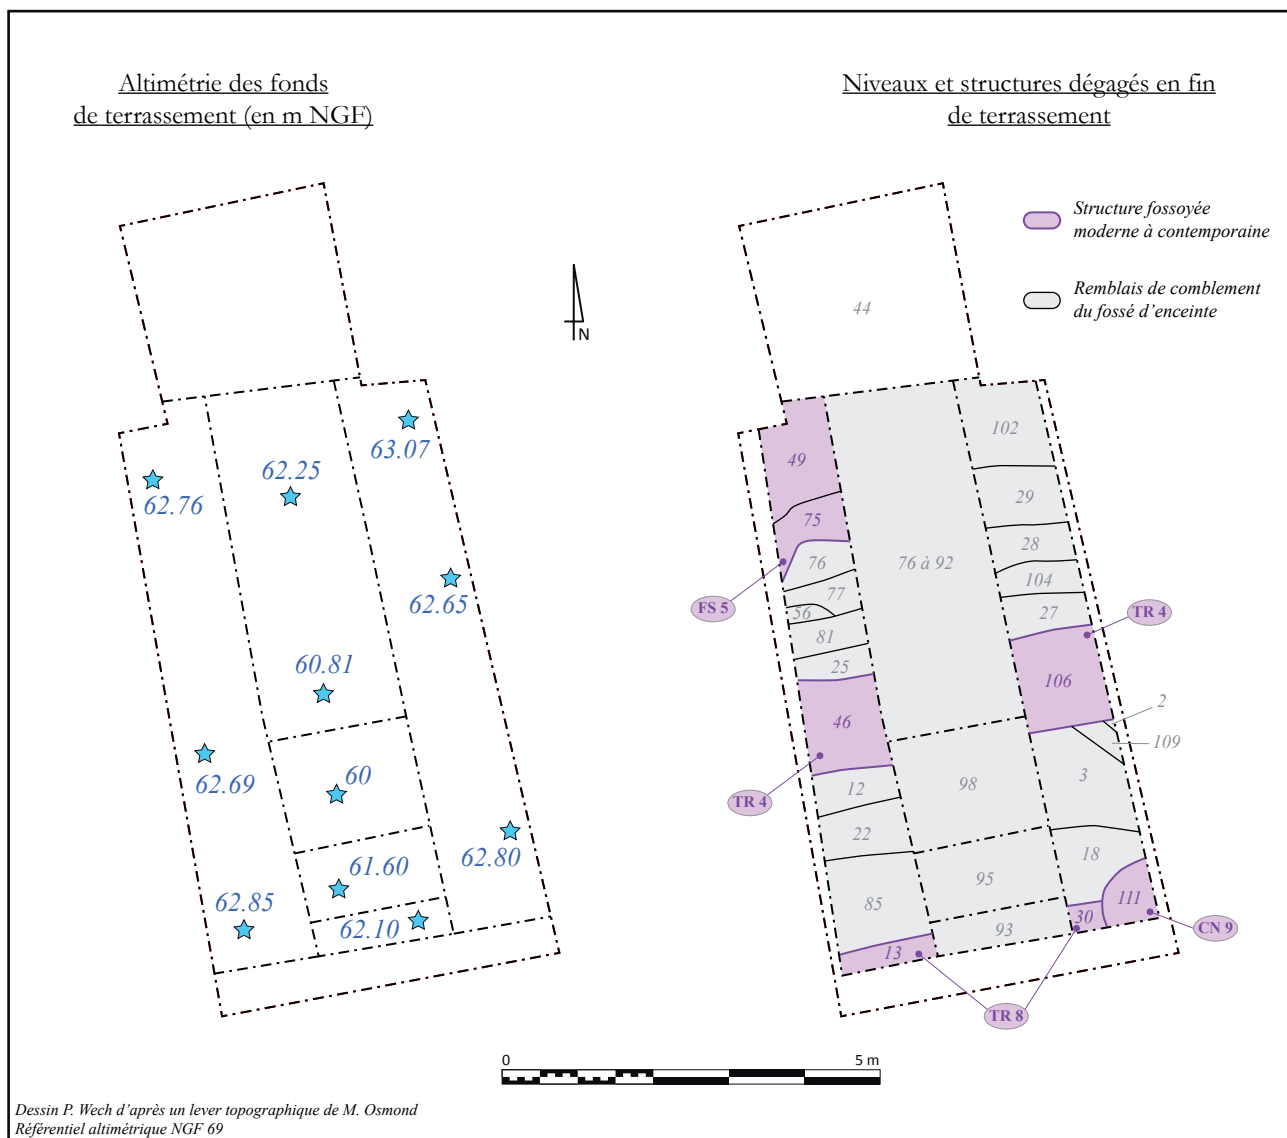 Altimétrie des fonds
de terrassement (en m NGF)
63.07
62.25
62.76
62.65
60.81
62.69
60
62.80
61.60
62.85
62.10
N
Niveaux et structures dégagés en fin
de terrassement
Structure fossoyée
moderne à contemporaine
Remblais de comblement
du fossé d'enceinte
44
102
49
29
75
28
76
76 à 92
104
77
FS 5
56
27
TR 4
81
25
106
46
2
109
12
98
3
TR 4
22
18
95
85
111
30
93
CN 9
13
TR 8
0
5 m
Dessin P. Wech d'après un lever topographique de M. Osmond
Référentiel altimétrique NGF 69